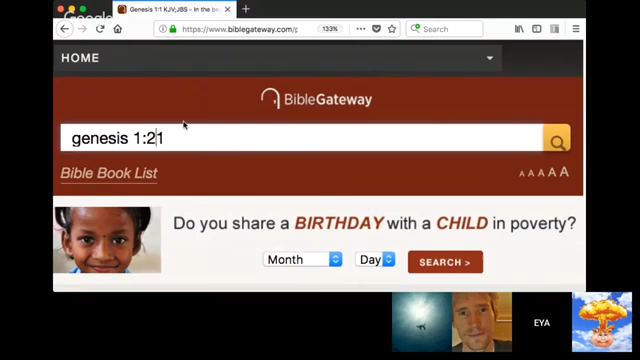 Google
Genesis 1:1 KJV;JBS - In the be
https://www.biblegateway.com/p
133%
Search
HOME
BibleGateway
genesis 1:21
Bible Book List
A A A A A
Do you share a BIRTHDAY with a CHILD in poverty?
Month
Day
SEARCH >
EYA